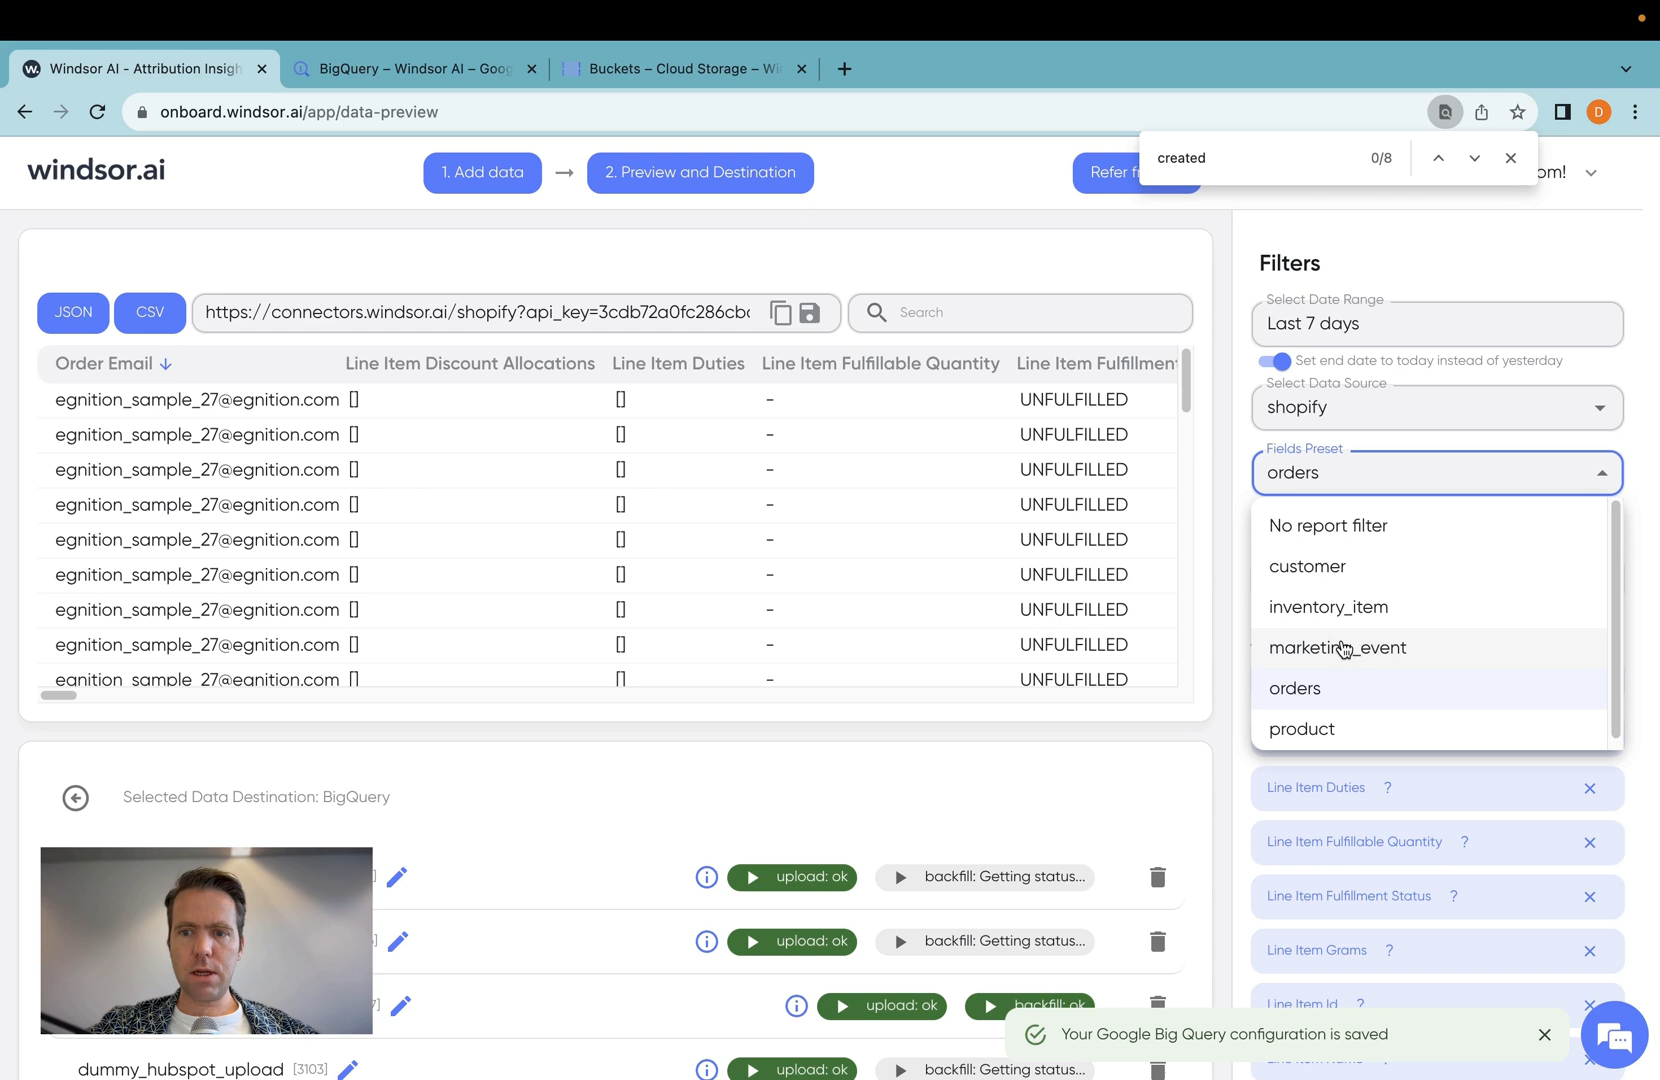 Windsor AI - Attribution Insigh
BigQuery – Windsor AI – Goog
Buckets – Cloud Storage – Wi
onboard.windsor.ai/app/data-preview
created 0/8
windsor.ai
1. Add data → 2. Preview and Destination
Refer fr
om!
JSON CSV https://connectors.windsor.ai/shopify?api_key=3cdb72a0fc286cb Search
Order Email Line Item Discount Allocations Line Item Duties Line Item Fulfillable Quantity Line Item Fulfillment
egnition_sample_27@egnition.com [] [] - UNFULFILLED
egnition_sample_27@egnition.com [] [] - UNFULFILLED
egnition_sample_27@egnition.com [] [] - UNFULFILLED
egnition_sample_27@egnition.com [] [] - UNFULFILLED
egnition_sample_27@egnition.com [] [] - UNFULFILLED
egnition_sample_27@egnition.com [] [] - UNFULFILLED
egnition_sample_27@egnition.com [] [] - UNFULFILLED
egnition_sample_27@egnition.com [] [] - UNFULFILLED
egnition_sample_27@egnition.com [] [] - UNFULFILLED
Selected Data Destination: BigQuery
] upload: ok backfill: Getting status...
] upload: ok backfill: Getting status...
7] upload: ok backfill: ok
dummy_hubspot_upload [3103] upload: ok backfill: Getting status...
Filters
Select Date Range
Last 7 days
Set end date to today instead of yesterday
Select Data Source
shopify
Fields Preset
orders
No report filter
customer
inventory_item
marketing_event
orders
product
Line Item Duties ?
Line Item Fulfillable Quantity ?
Line Item Fulfillment Status ?
Line Item Grams ?
Line Item Id ?
Line Item Name ?
Your Google Big Query configuration is saved
D